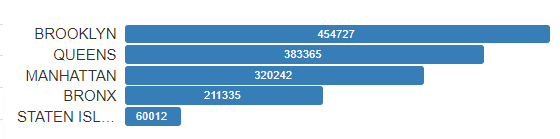 BROOKLYN 454727
QUEENS 383365
MANHATTAN 320242
BRONX 211335
STATEN ISL... 60012